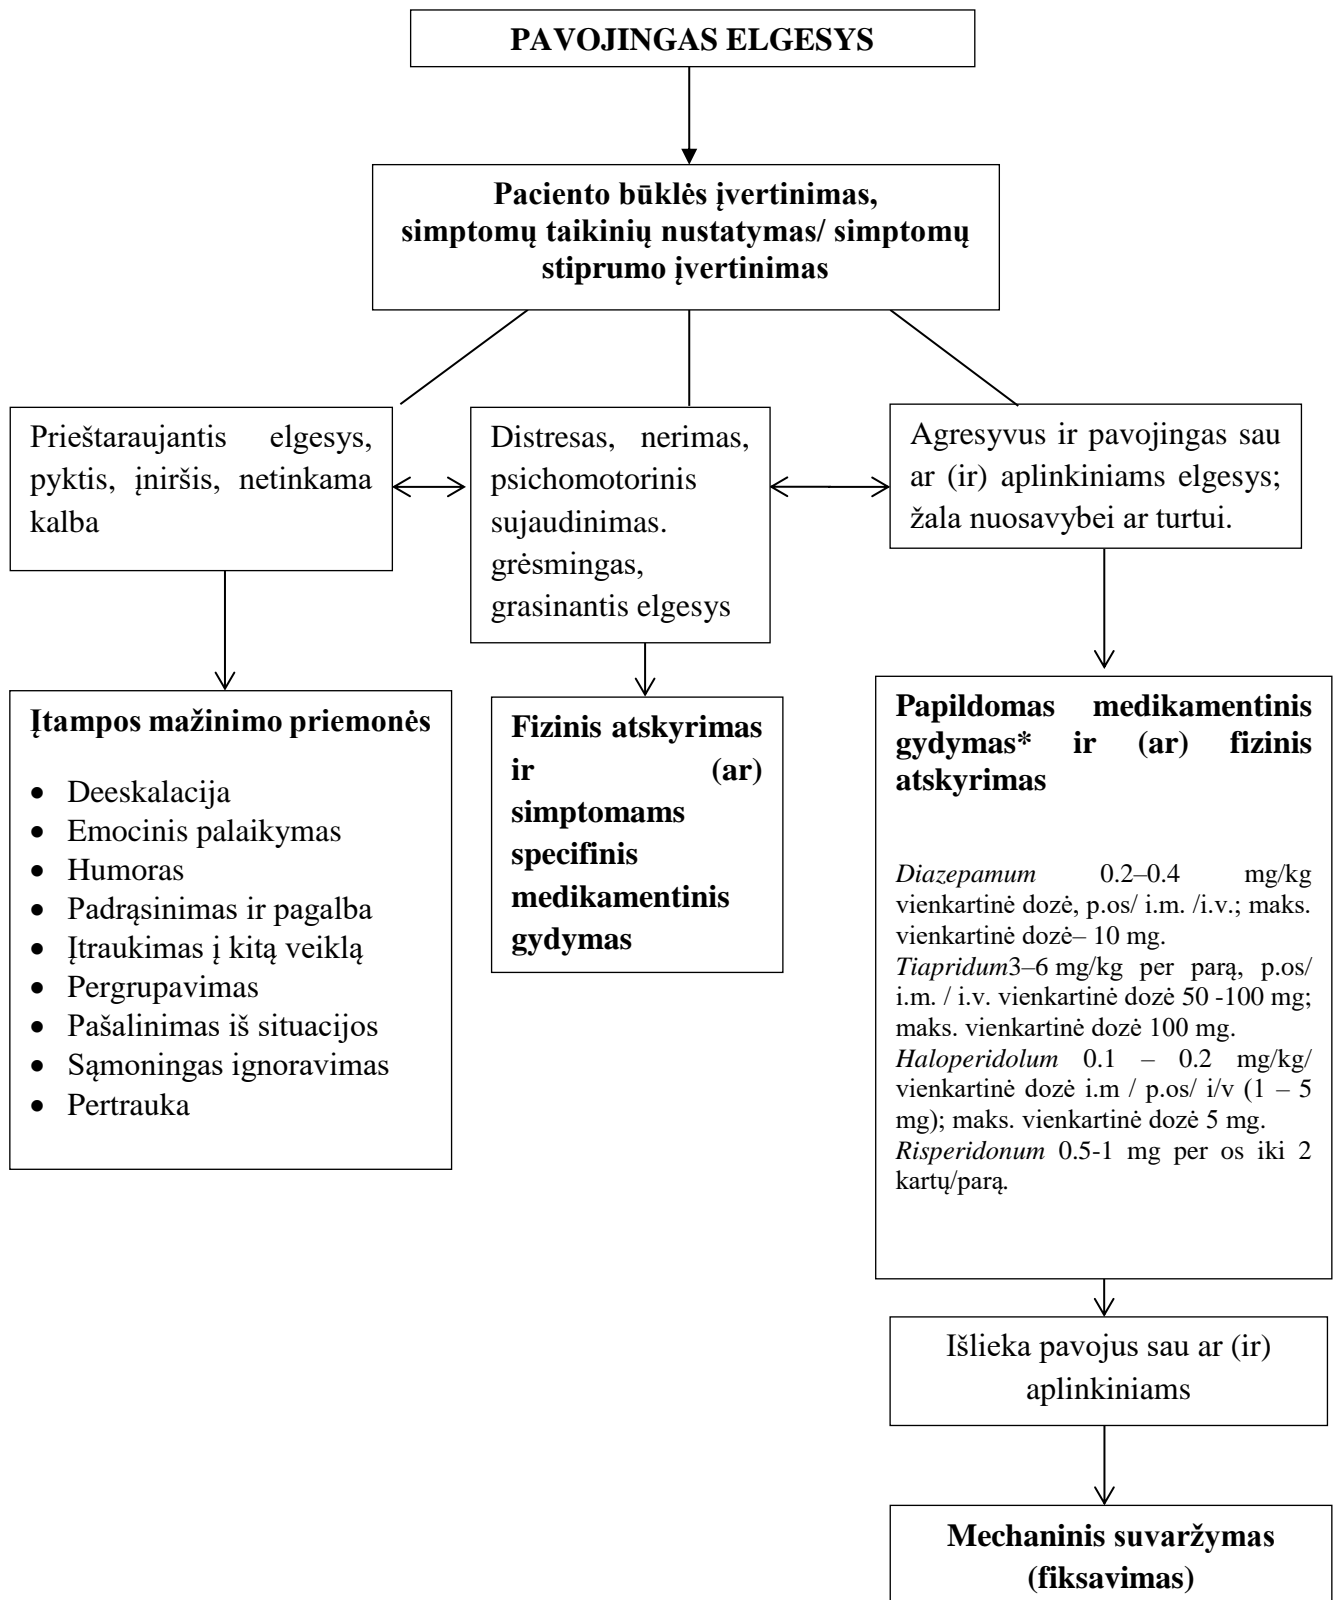 PAVOJINGAS ELGESYS
Paciento būklės įvertinimas,
simptomų taikinių nustatymas/ simptomų
stiprumo įvertinimas
Prieštaraujantis elgesys,
pyktis, įniršis, netinkama
kalba
Distresas, nerimas,
psichomotorinis
sujaudinimas.
grėsmingas,
grasinantis elgesys
Agresyvus ir pavojingas sau
ar (ir) aplinkiniams elgesys;
žala nuosavybei ar turtui.
Įtampos mažinimo priemonės
• Deeskalacija
• Emocinis palaikymas
• Humoras
• Padrąsinimas ir pagalba
• Įtraukimas į kitą veiklą
• Pergrupavimas
• Pašalinimas iš situacijos
• Sąmoningas ignoravimas
• Pertrauka
Fizinis atskyrimas
ir (ar)
simptomams
specifinis
medikamentinis
gydymas
Papildomas medikamentinis
gydymas* ir (ar) fizinis
atskyrimas
Diazepamum 0.2–0.4 mg/kg
vienkartinė dozė, p.os/ i.m. /i.v.; maks.
vienkartinė dozė– 10 mg.
Tiapridum3–6 mg/kg per parą, p.os/
i.m. / i.v. vienkartinė dozė 50 -100 mg;
maks. vienkartinė dozė 100 mg.
Haloperidolum 0.1 – 0.2 mg/kg/
vienkartinė dozė i.m / p.os/ i/v (1 – 5
mg); maks. vienkartinė dozė 5 mg.
Risperidonum 0.5-1 mg per os iki 2
kartų/parą.
Išlieka pavojus sau ar (ir)
aplinkiniams
Mechaninis suvaržymas
(fiksavimas)